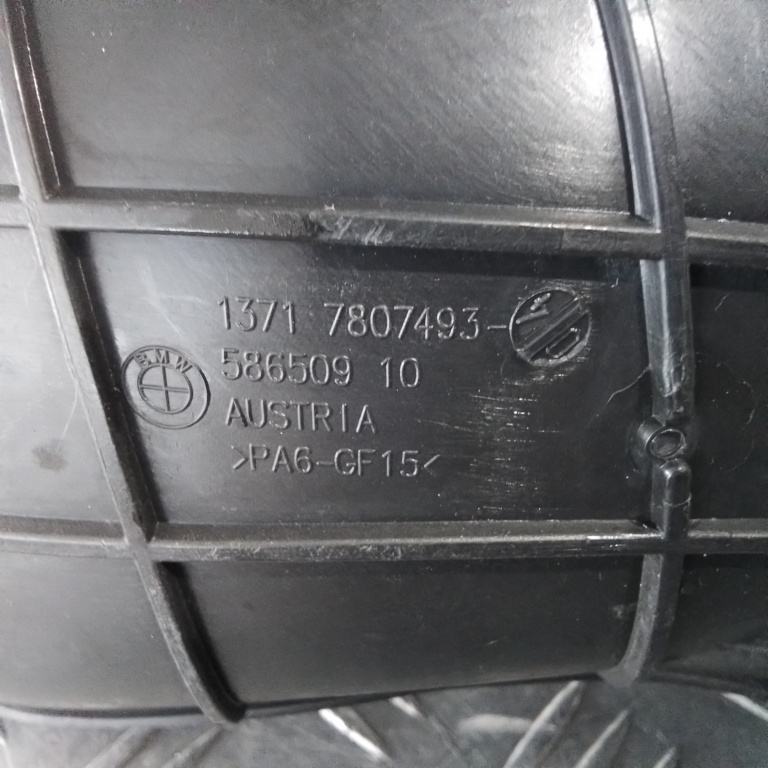 1371 7807493-
BMW
586509 10
AUSTRIA
>PA6-GF15<